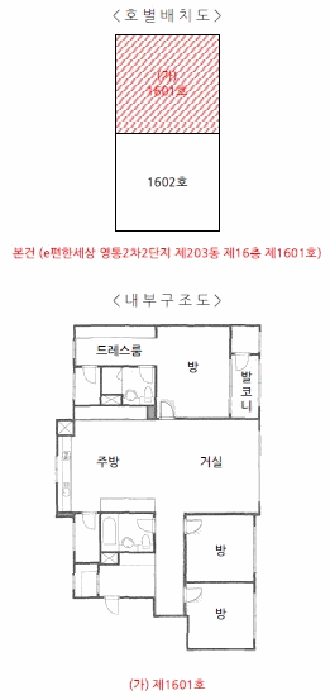 < 호 별 배 치 도 >
(가)
1601호
1602호
본건 (e편한세상 영통2차2단지 제203동 제16층 제1601호)
< 내 부 구 조 도 >
드레스룸
방
발코니
주방
거실
방
방
(가) 제1601호